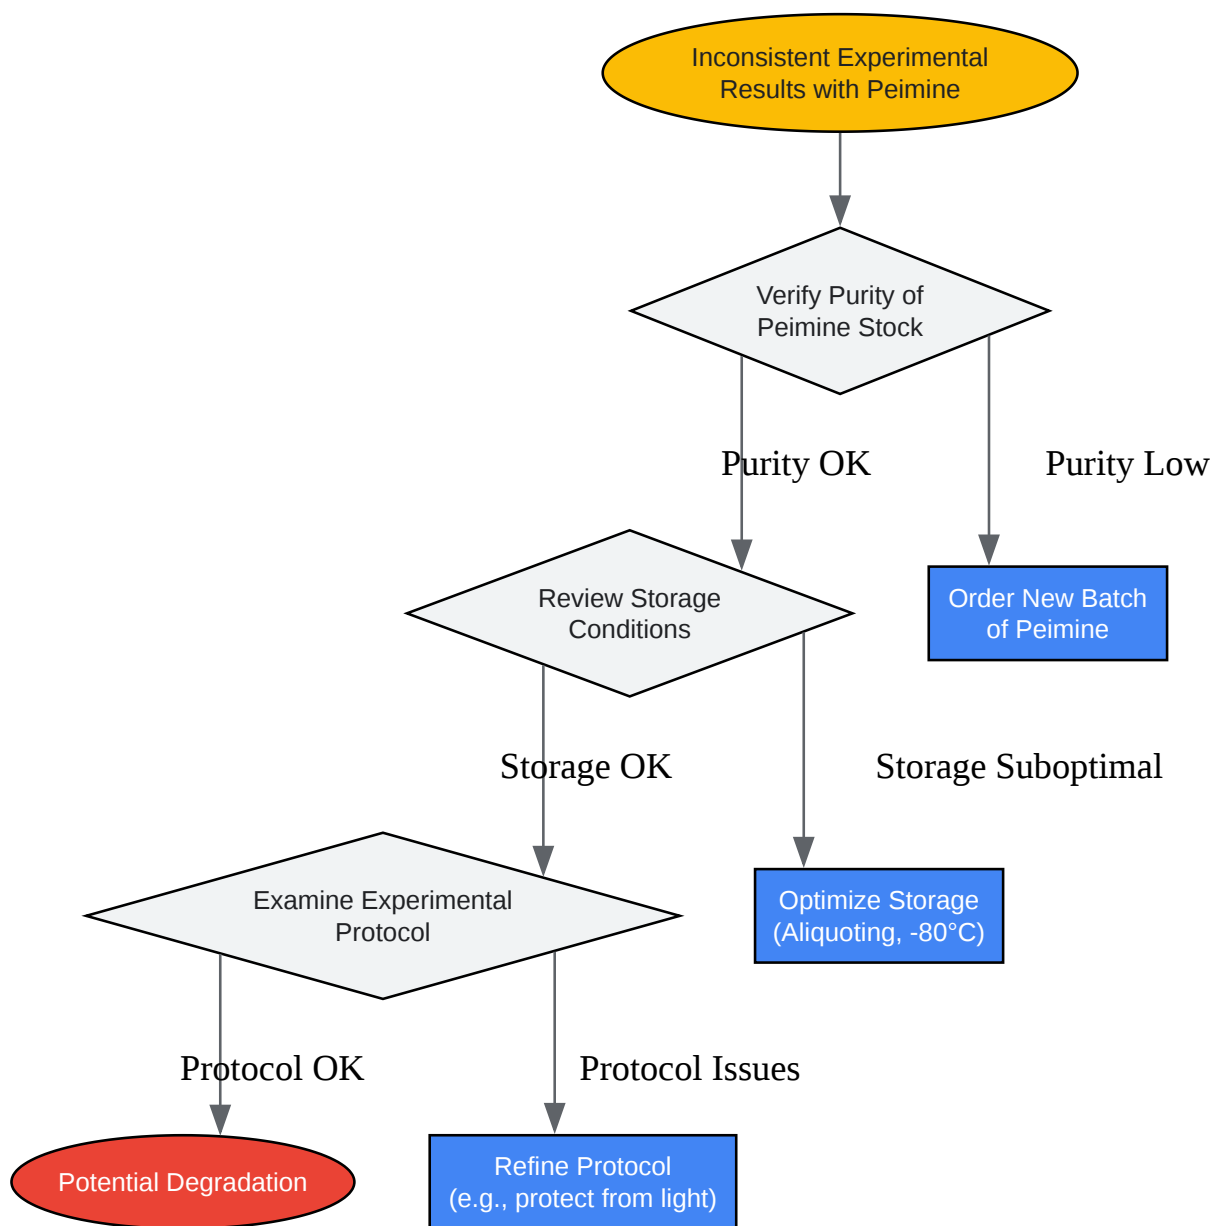 Inconsistent Experimental
Results with Peimine
Verify Purity of
Peimine Stock
Purity OK
Purity Low
Review Storage
Conditions
Order New Batch
of Peimine
Storage OK
Storage Suboptimal
Examine Experimental
Protocol
Optimize Storage
(Aliquoting, -80°C)
Protocol OK
Protocol Issues
Potential Degradation
Refine Protocol
(e.g., protect from light)